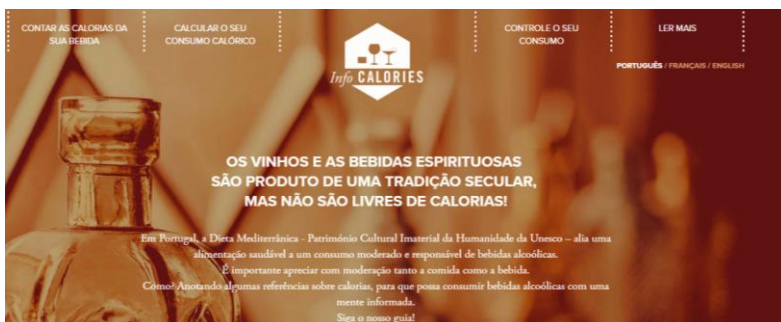 CONTAR AS CALORIAS DA
SUA BEBIDA
CALCULAR O SEU
CONSUMO CALÓRICO
Info CALORIES
CONTROLE O SEU
CONSUMO
LER MAIS
PORTUGUÊS / FRANÇAIS / ENGLISH
OS VINHOS E AS BEBIDAS ESPIRITUOSAS
SÃO PRODUTO DE UMA TRADIÇÃO SECULAR,
MAS NÃO SÃO LIVRES DE CALORIAS!
Em Portugal, a Dieta Mediterrânica - Património Cultural Imaterial da Humanidade da Unesco – alia uma
alimentação saudável a um consumo moderado e responsável de bebidas alcoólicas.
É importante apreciar com moderação tanto a comida como a bebida.
Como? Anotando algumas referências sobre calorias, para que possa consumir bebidas alcoólicas com uma
mente informada.
Siga o nosso guia!